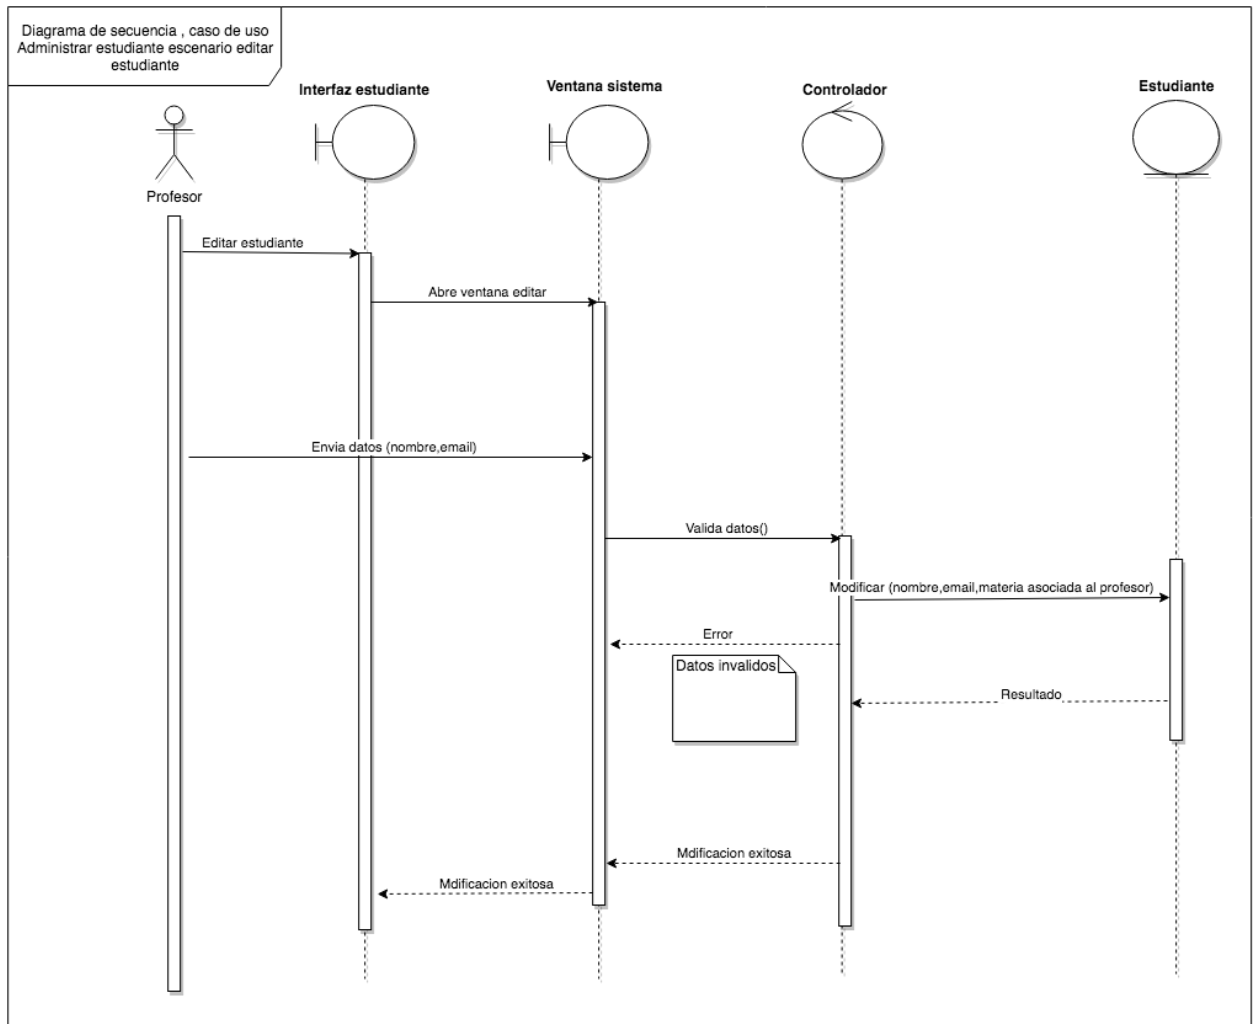 Diagrama de secuencia , caso de uso
Administrar estudiante escenario editar
estudiante
Interfaz estudiante
Ventana sistema
Controlador
Estudiante
Profesor
Editar estudiante
Abre ventana editar
Envia datos (nombre,email)
Valida datos()
Modificar (nombre,email,materia asociada al profesor)
Error
Datos invalidos
Resultado
Mdificacion exitosa
Mdificacion exitosa